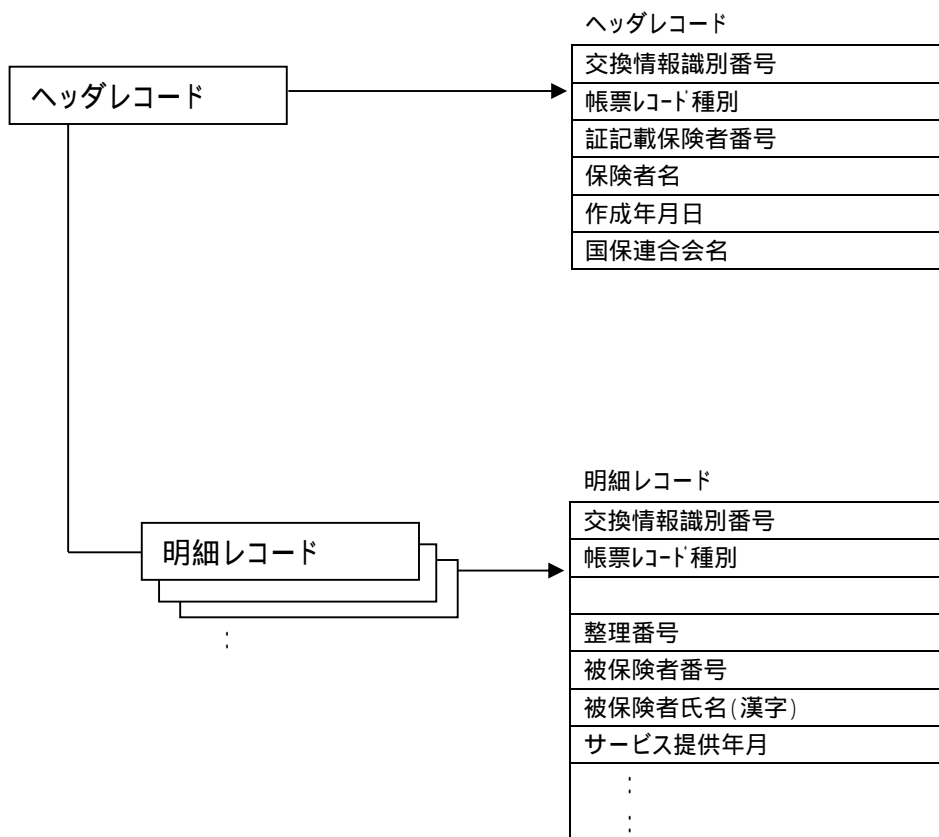 ヘッダレコード
ヘッダレコード
交換情報識別番号
帳票ﾚｺｰﾄﾞ種別
証記載保険者番号
保険者名
作成年月日
国保連合会名
明細レコード
明細レコード
交換情報識別番号
帳票ﾚｺｰﾄﾞ種別
整理番号
被保険者番号
被保険者氏名(漢字)
サービス提供年月
:
:
: